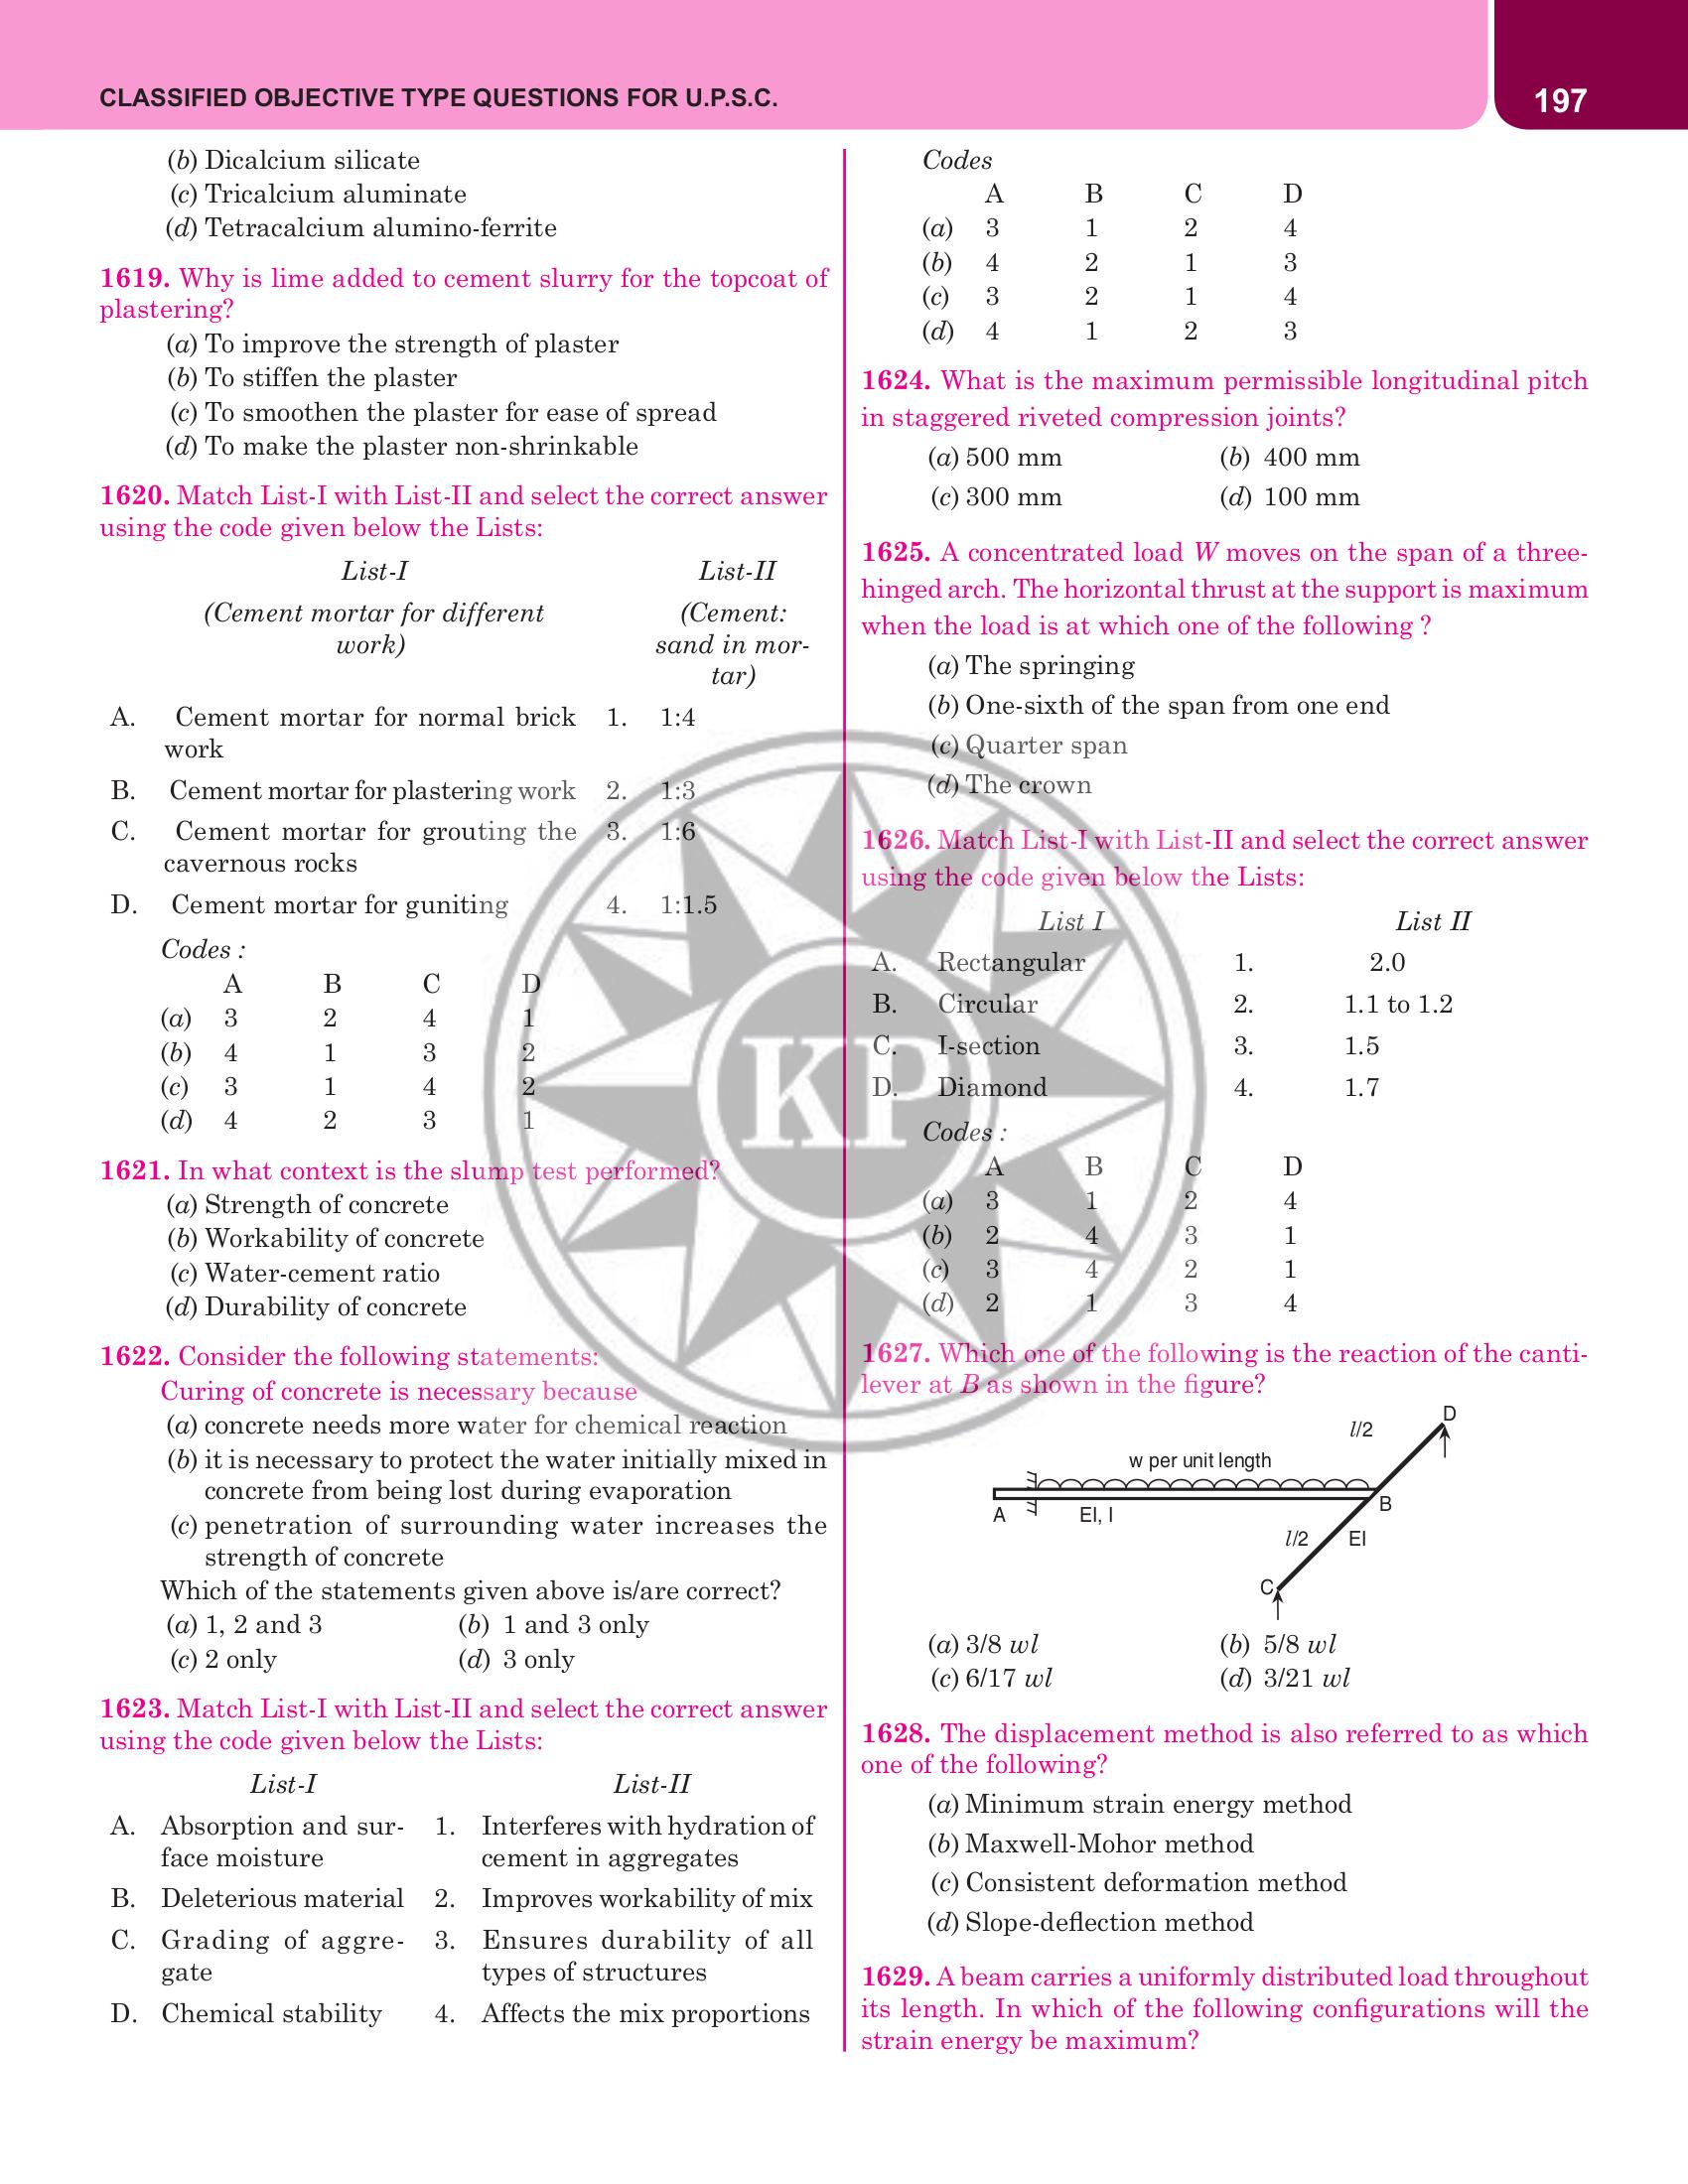 CLASSIFIED OBJECTIVE TYPE QUESTIONS FOR U.P.S.C.
197
(b) Dicalcium silicate
(c) Tricalcium aluminate
(d) Tetracalcium alumino-ferrite
1619. Why is lime added to cement slurry for the topcoat of
plastering?
(a) To improve the strength of plaster
(b) To stiffen the plaster
(c) To smoothen the plaster for ease of spread
(d) To make the plaster non-shrinkable
1620. Match List-I with List-II and select the correct answer
using the code given below the Lists:
List-I List-II
(Cement mortar for different (Cement:
work) sand in mor-
tar)
A. Cement mortar for normal brick 1. 1:4
work
B. Cement mortar for plastering work 2. 1:3
C. Cement mortar for grouting the 3. 1:6
cavernous rocks
D. Cement mortar for guniting 4. 1:1.5
Codes :
A B C D
(a) 3 2 4 1
(b) 4 1 3 2
(c) 3 1 4 2
(d) 4 2 3 1
1621. In what context is the slump test performed?
(a) Strength of concrete
(b) Workability of concrete
(c) Water-cement ratio
(d) Durability of concrete
1622. Consider the following statements:
Curing of concrete is necessary because
(a) concrete needs more water for chemical reaction
(b) it is necessary to protect the water initially mixed in
concrete from being lost during evaporation
(c) penetration of surrounding water increases the
strength of concrete
Which of the statements given above is/are correct?
(a) 1, 2 and 3 (b) 1 and 3 only
(c) 2 only (d) 3 only
1623. Match List-I with List-II and select the correct answer
using the code given below the Lists:
List-I List-II
A. Absorption and sur- 1. Interferes with hydration of
face moisture cement in aggregates
B. Deleterious material 2. Improves workability of mix
C. Grading of aggre- 3. Ensures durability of all
gate types of structures
D. Chemical stability 4. Affects the mix proportions
Codes
A B C D
(a) 3 1 2 4
(b) 4 2 1 3
(c) 3 2 1 4
(d) 4 1 2 3
1624. What is the maximum permissible longitudinal pitch
in staggered riveted compression joints?
(a) 500 mm (b) 400 mm
(c) 300 mm (d) 100 mm
1625. A concentrated load W moves on the span of a three-
hinged arch. The horizontal thrust at the support is maximum
when the load is at which one of the following ?
(a) The springing
(b) One-sixth of the span from one end
(c) Quarter span
(d) The crown
1626. Match List-I with List-II and select the correct answer
using the code given below the Lists:
List I List II
A. Rectangular 1. 2.0
B. Circular 2. 1.1 to 1.2
C. I-section 3. 1.5
D. Diamond 4. 1.7
Codes :
A B C D
(a) 3 1 2 4
(b) 2 4 3 1
(c) 3 4 2 1
(d) 2 1 3 4
1627. Which one of the following is the reaction of the canti-
lever at B as shown in the figure?
D
l/2
w per unit length
B
A EI, l
l/2 EI
C
(a) 3/8 wl (b) 5/8 wl
(c) 6/17 wl (d) 3/21 wl
1628. The displacement method is also referred to as which
one of the following?
(a) Minimum strain energy method
(b) Maxwell-Mohor method
(c) Consistent deformation method
(d) Slope-deflection method
1629. A beam carries a uniformly distributed load throughout
its length. In which of the following configurations will the
strain energy be maximum?
KP